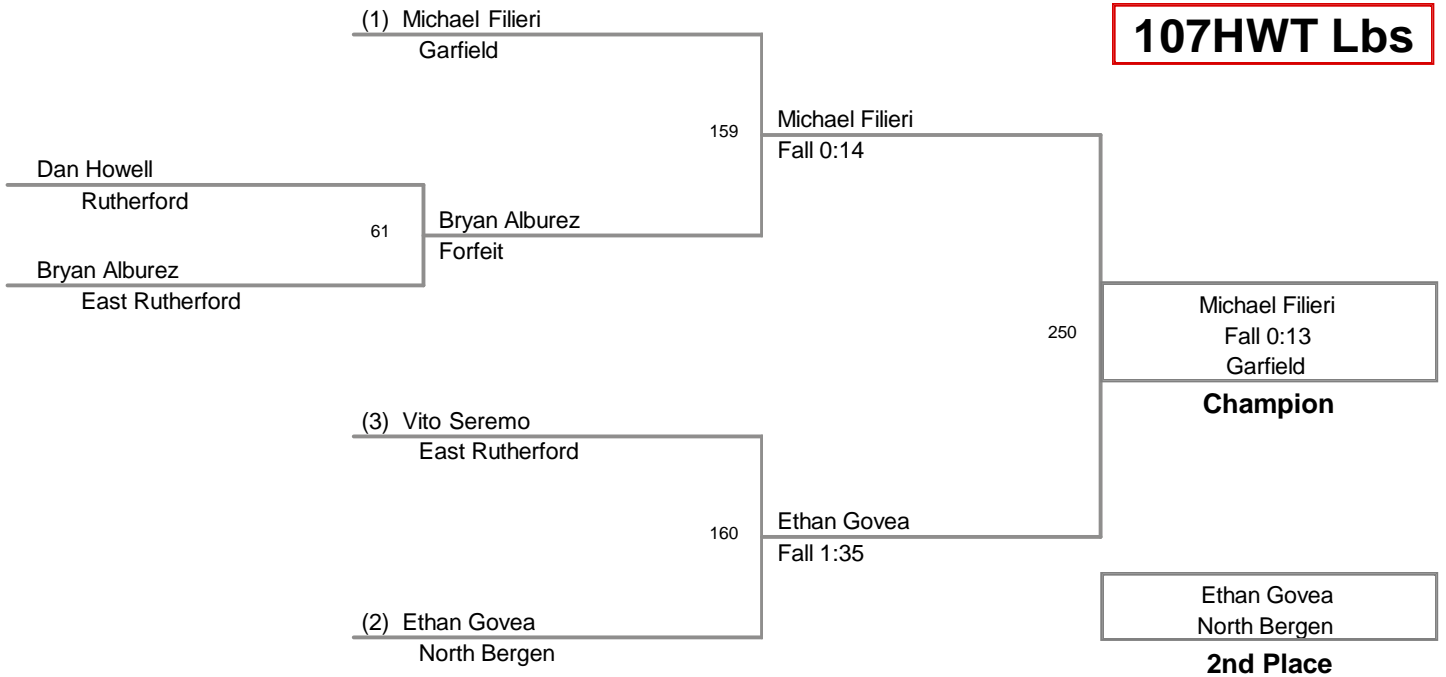 (1) Michael Filieri
Garfield
107HWT Lbs
159
Michael Filieri
Fall 0:14
Dan Howell
Rutherford
61
Bryan Alburez
Forfeit
Bryan Alburez
East Rutherford
250
Michael Filieri
Fall 0:13
Garfield
Champion
(3) Vito Seremo
East Rutherford
160
Ethan Govea
Fall 1:35
(2) Ethan Govea
North Bergen
Ethan Govea
North Bergen
2nd Place